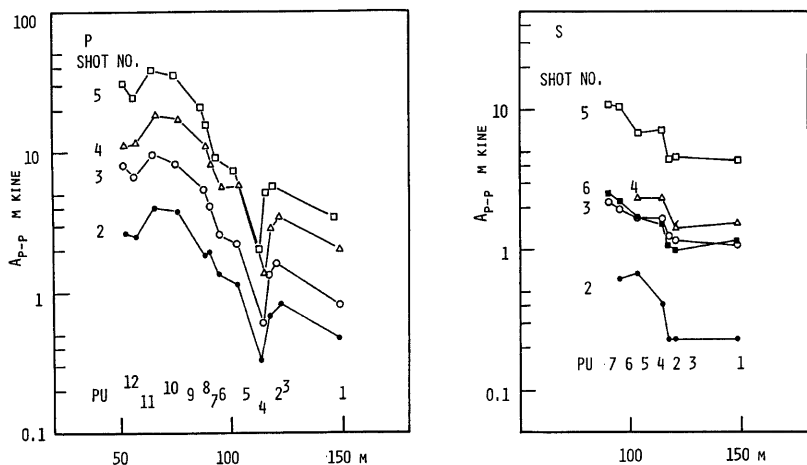 100
P
SHOT NO.
5
4
3
2
10
1
0.1
A P-P M KINE
PU 12 11 10 9 8 7 6 5 4 2 3 1
50 100 150 M
S
SHOT NO.
5
10
6 4
3
2
1
0.1
A P-P M KINE
PU 7 6 5 4 2 3 1
100 150 M